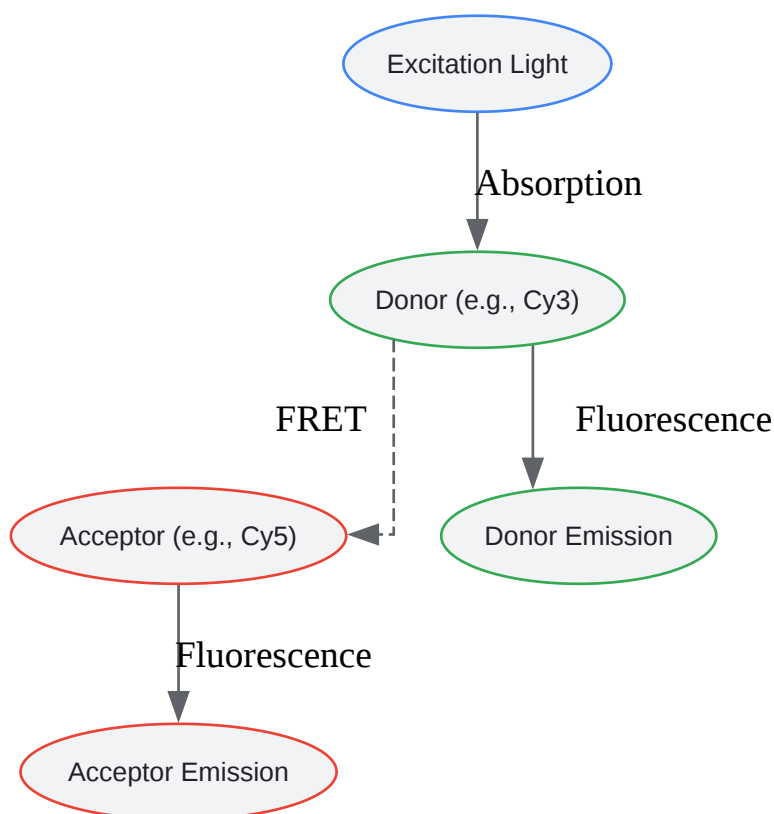 Excitation Light
Absorption
Donor (e.g., Cy3)
FRET
Fluorescence
Acceptor (e.g., Cy5)
Donor Emission
Fluorescence
Acceptor Emission